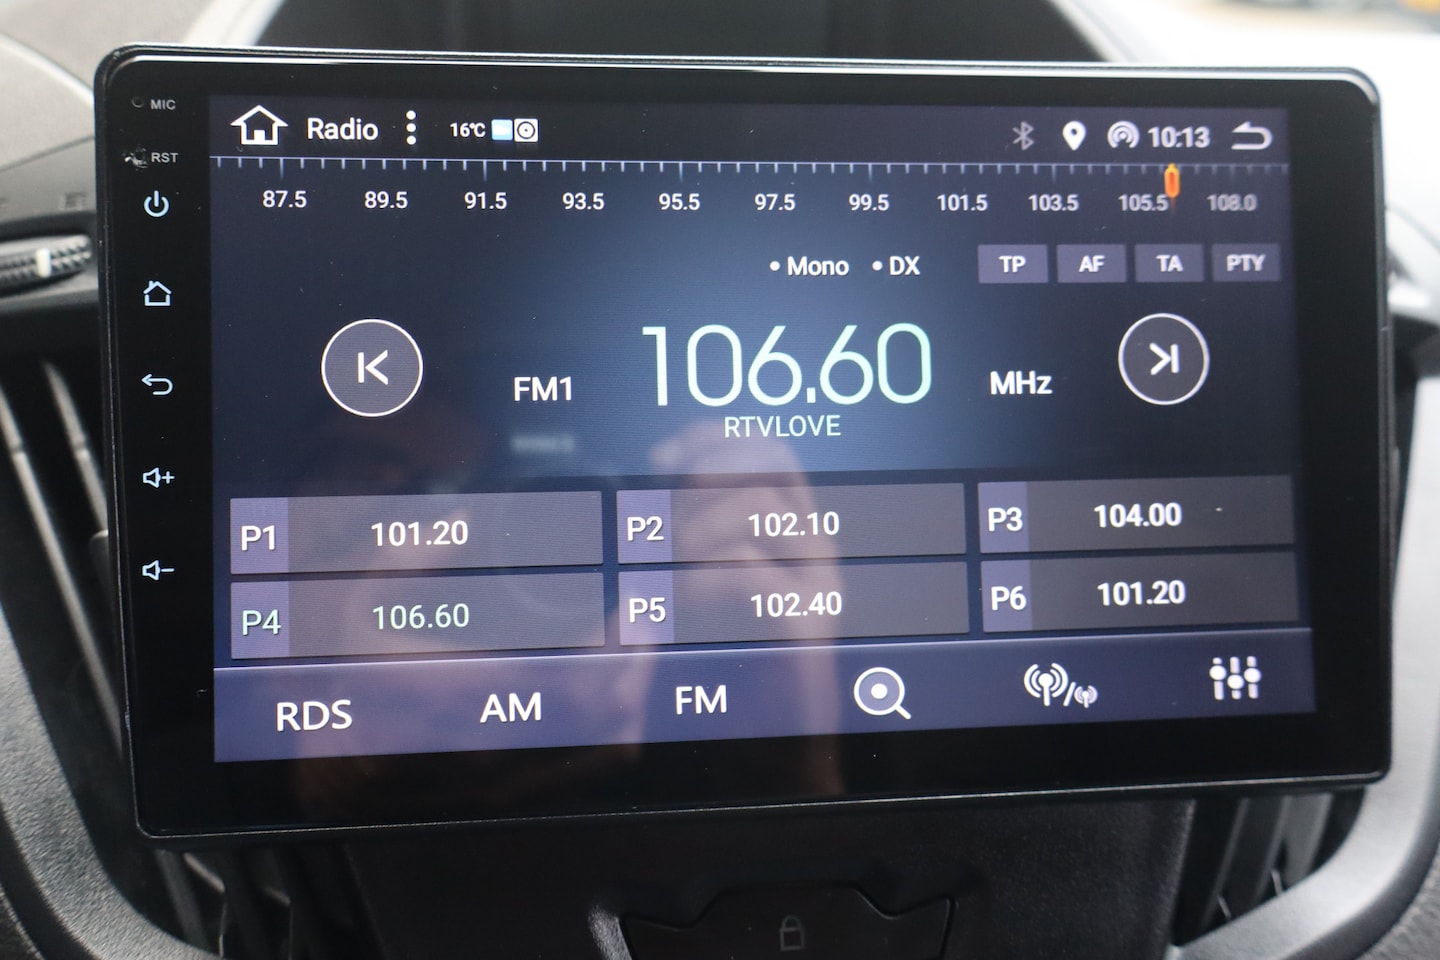 MIC
RST
Radio 16°C 10:13
87.5 89.5 91.5 93.5 95.5 97.5 99.5 101.5 103.5 105.5 108.0
• Mono • DX TP AF TA PTY
FM1 106.60 MHz
RTVLOVE
P1 101.20 P2 102.10 P3 104.00
P4 106.60 P5 102.40 P6 101.20
RDS AM FM